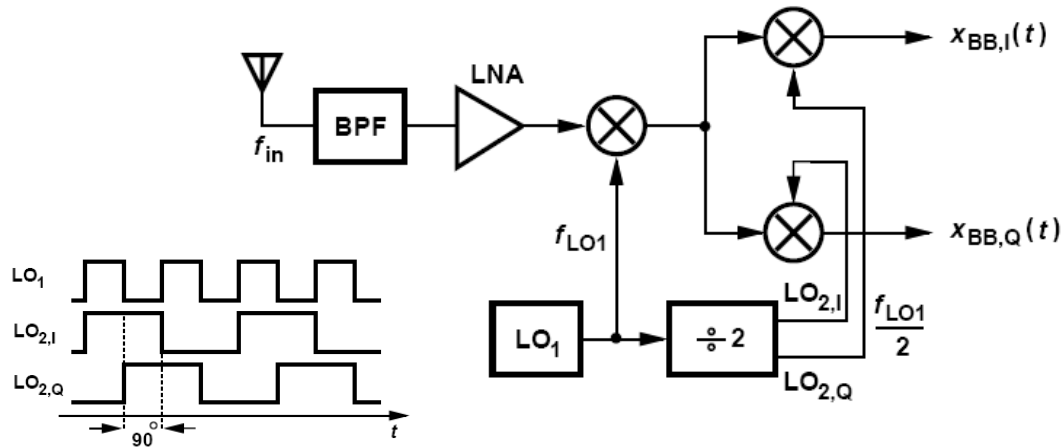 x_BB,I(t)
LNA
BPF
f_in
f_LO1
x_BB,Q(t)
LO_1
LO_2,I
LO_2,Q
90°
t
LO_1
÷ 2
LO_2,I
f_LO1
2
LO_2,Q